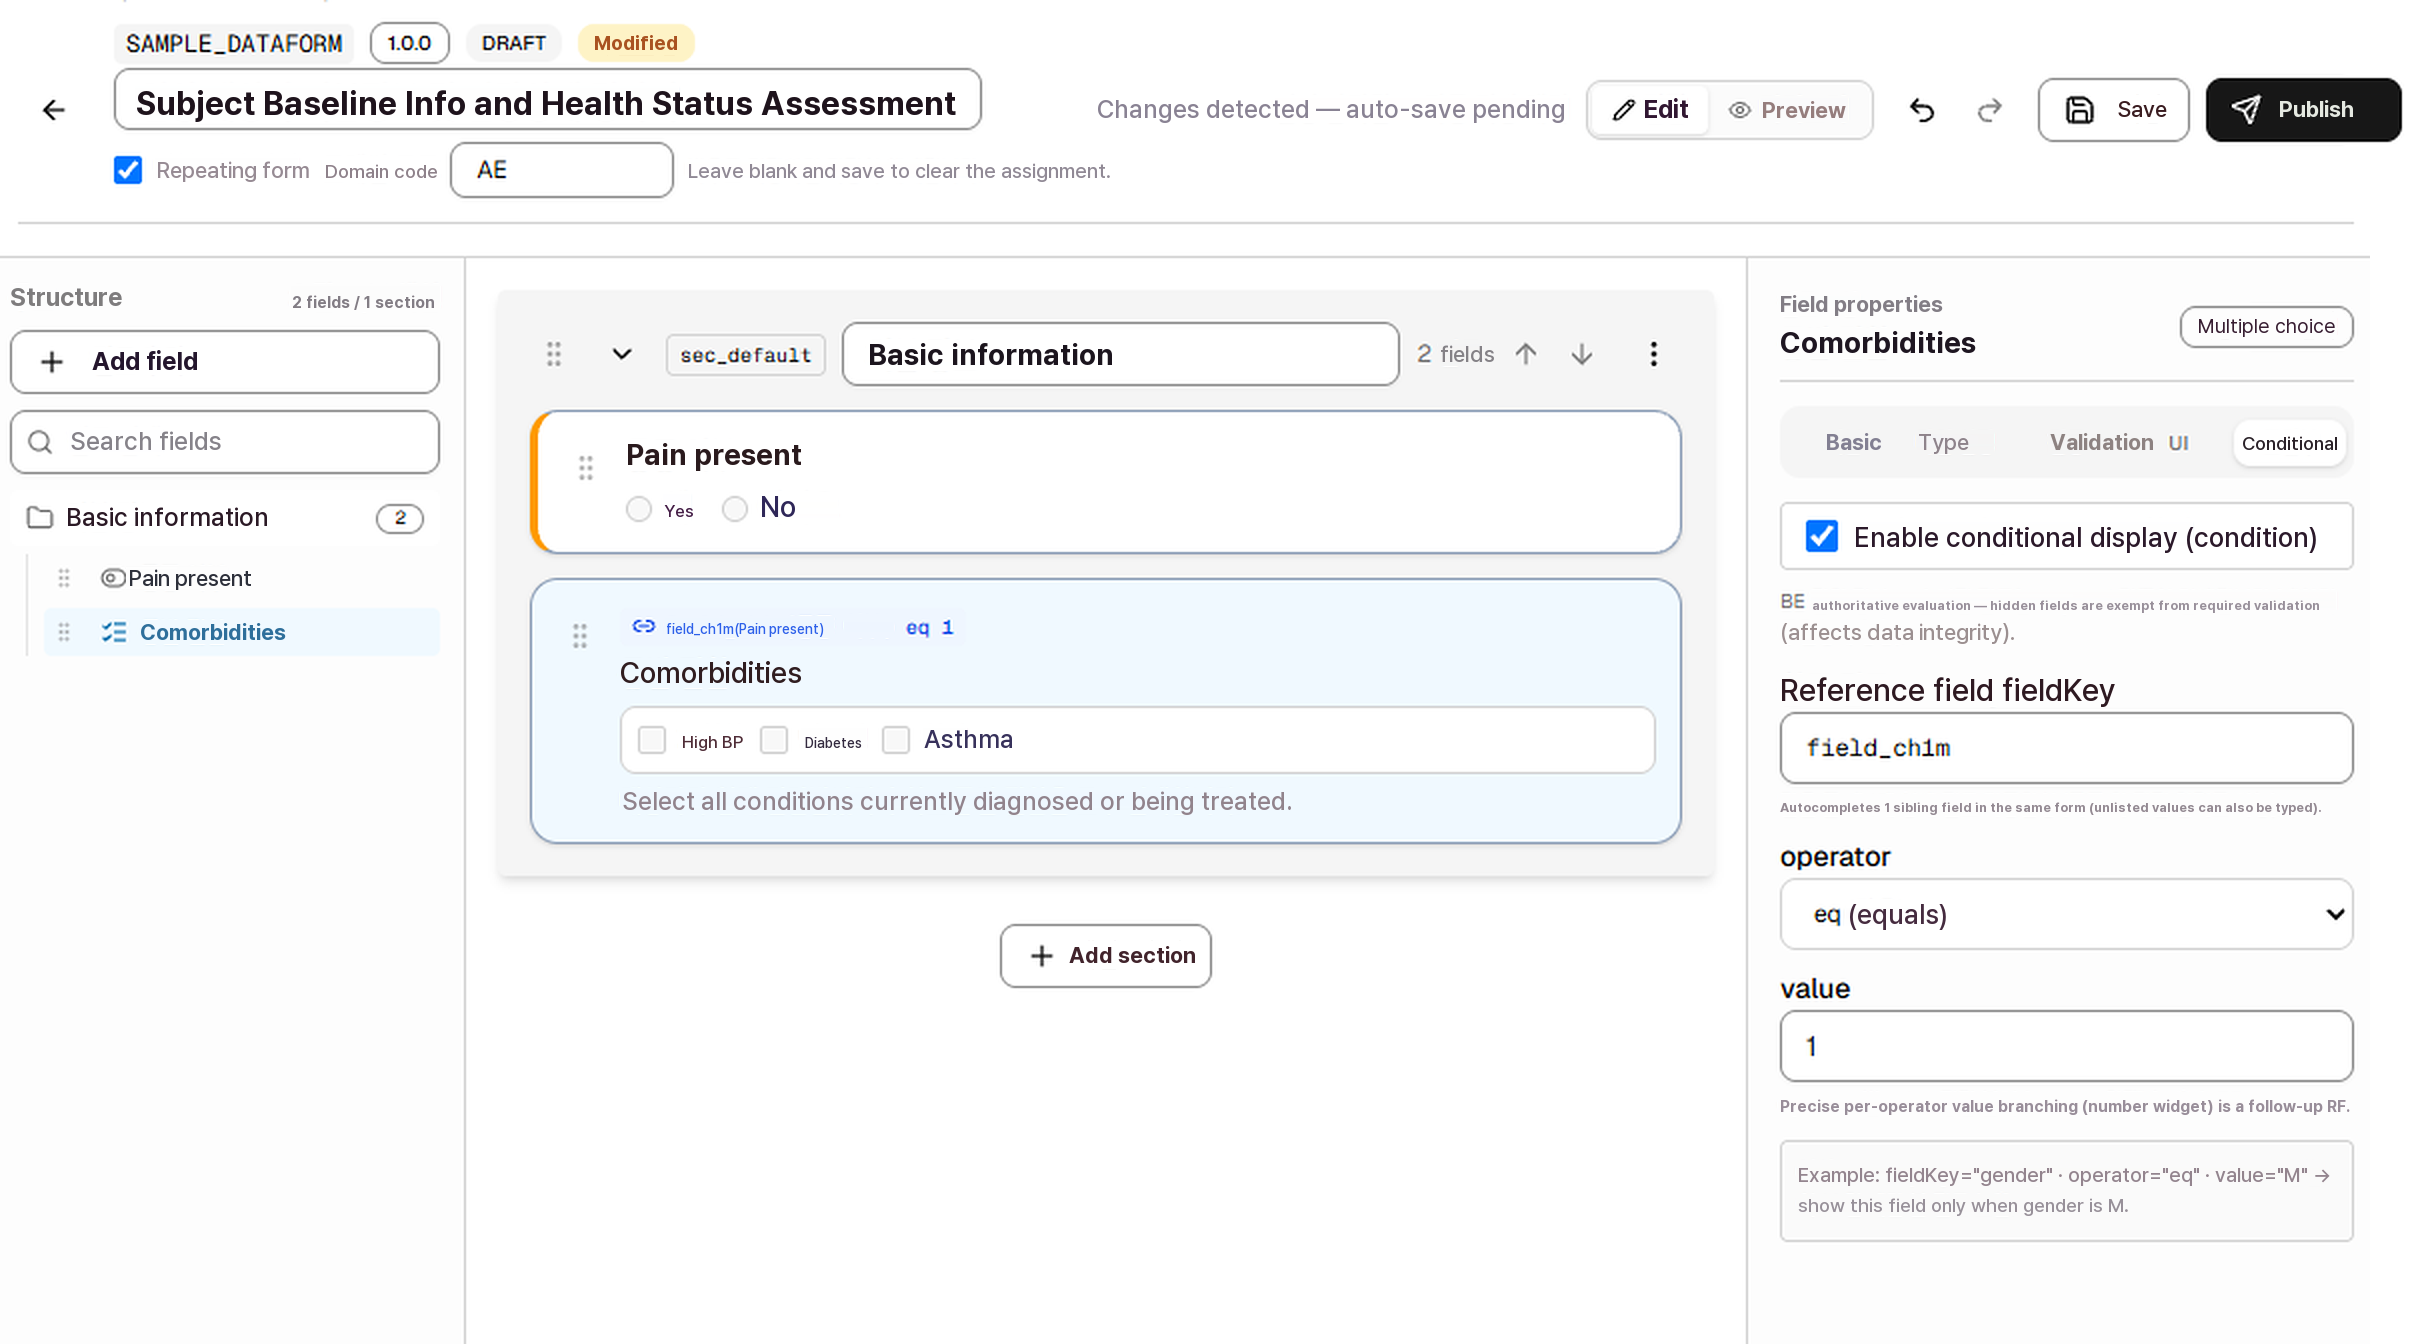 SAMPLE_DATAFORM 1.0.0 DRAFT Modified
Subject Baseline Info and Health Status Assessment
Changes detected — auto-save pending
Edit Preview
Save
Publish
Repeating form Domain code AE Leave blank and save to clear the assignment.
Structure 2 fields / 1 section
Add field
Search fields
Basic information 2
Pain present
Comorbidities
sec_default Basic information 2 fields
Pain present
Yes No
field_ch1m(Pain present) eq 1
Comorbidities
High BP Diabetes Asthma
Select all conditions currently diagnosed or being treated.
Add section
Field properties
Comorbidities
Multiple choice
Basic Type Validation UI Conditional
Enable conditional display (condition)
BE authoritative evaluation — hidden fields are exempt from required validation
(affects data integrity).
Reference field fieldKey
field_ch1m
Autocompletes 1 sibling field in the same form (unlisted values can also be typed).
operator
eq (equals)
value
1
Precise per-operator value branching (number widget) is a follow-up RF.
Example: fieldKey="gender" · operator="eq" · value="M" →
show this field only when gender is M.